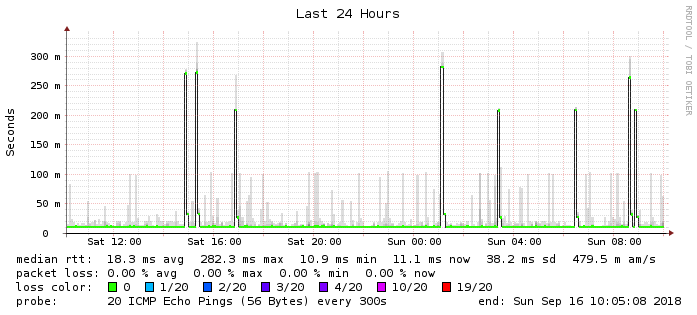 Last 24 Hours
RRDTOOL / TOBI OETIKER
Seconds
300 m
250 m
200 m
150 m
100 m
50 m
0
Sat 12:00 Sat 16:00 Sat 20:00 Sun 00:00 Sun 04:00 Sun 08:00
median rtt: 18.3 ms avg 282.3 ms max 10.9 ms min 11.1 ms now 38.2 ms sd 479.5 m am/s
packet loss: 0.00 % avg 0.00 % max 0.00 % min 0.00 % now
loss color: 0 1/20 2/20 3/20 4/20 10/20 19/20
probe: 20 ICMP Echo Pings (56 Bytes) every 300s end: Sun Sep 16 10:05:08 2018